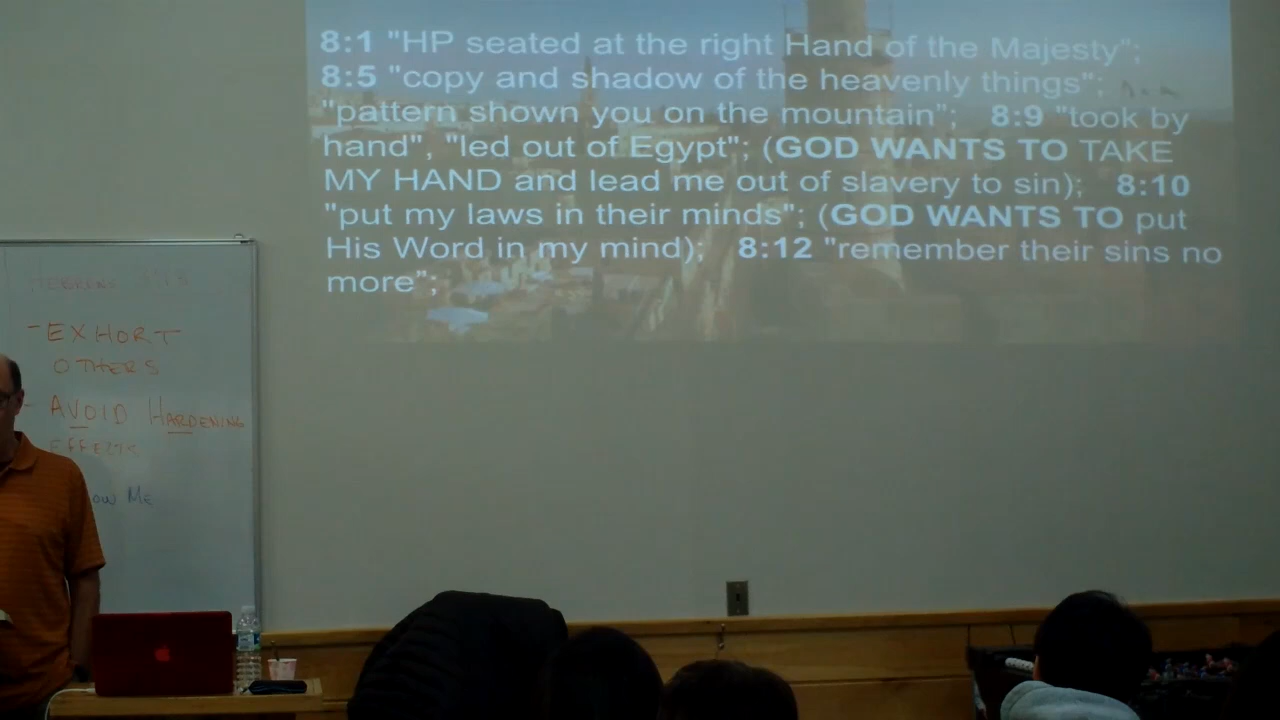 8:1 "HP seated at the right Hand of the Majesty";
8:5 "copy and shadow of the heavenly things";
"pattern shown you on the mountain"; 8:9 "took by
hand", "led out of Egypt"; (GOD WANTS TO TAKE
MY HAND and lead me out of slavery to sin); 8:10
"put my laws in their minds"; (GOD WANTS TO put
His Word in my mind); 8:12 "remember their sins no
more";
- EXHORT
OTHERS
- AVOID HARDENING
EFFECTS
ow Me